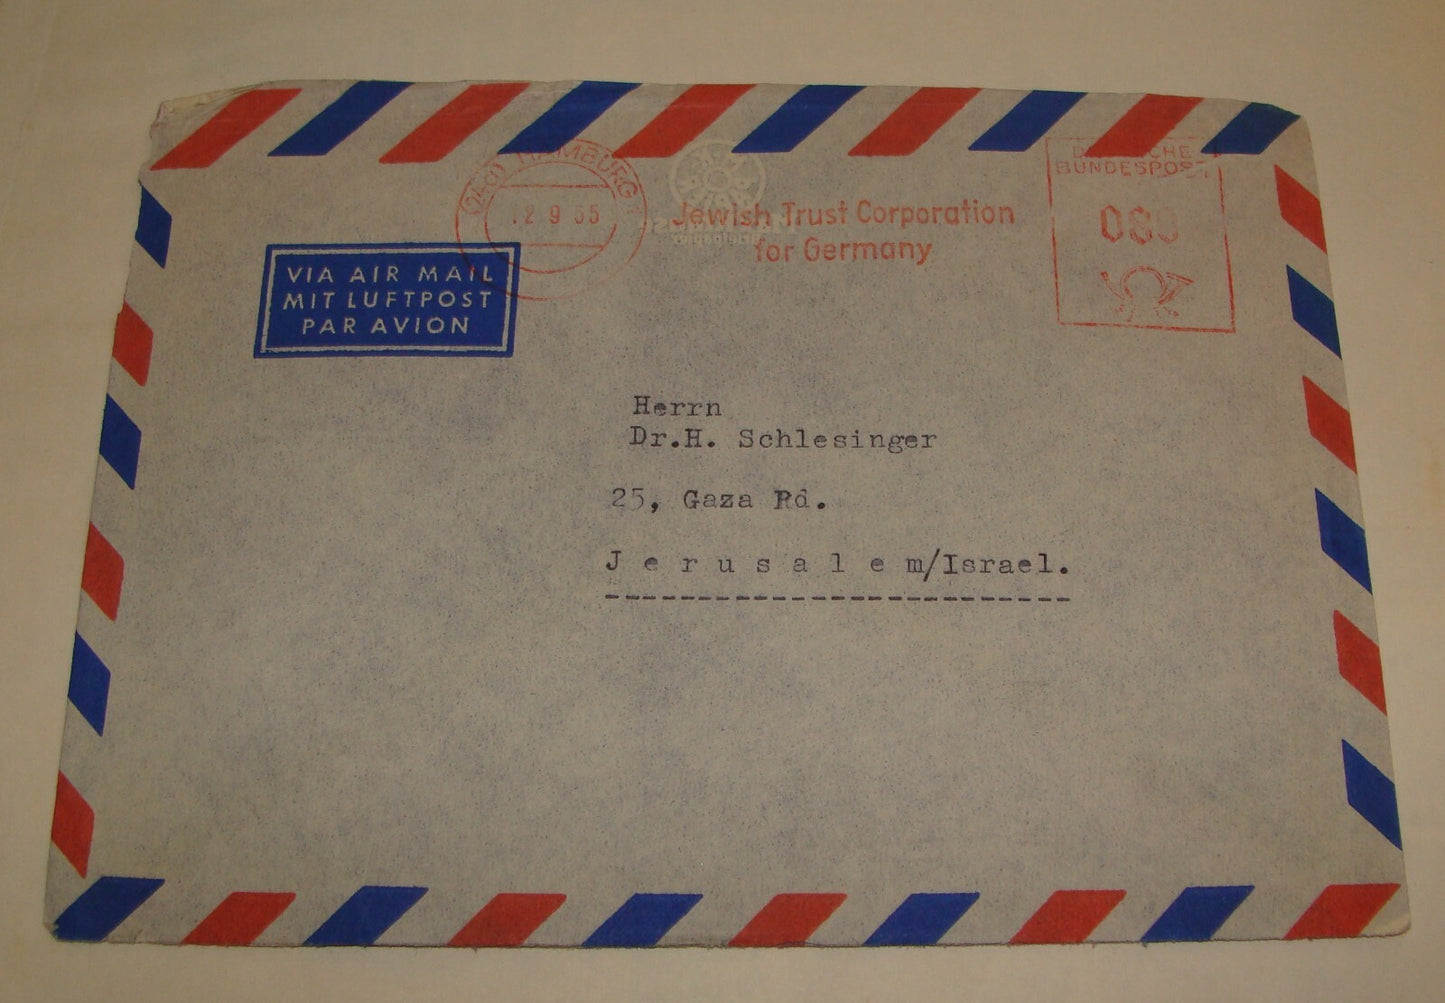 (24a) HAMBURG
12 9 55
Jewish Trust Corporation
for Germany
DEUTSCHE
BUNDESPOST
080
VIA AIR MAIL
MIT LUFTPOST
PAR AVION
Herrn
Dr.H. Schlesinger
25, Gaza Rd.
J e r u s a l e m/Israel.